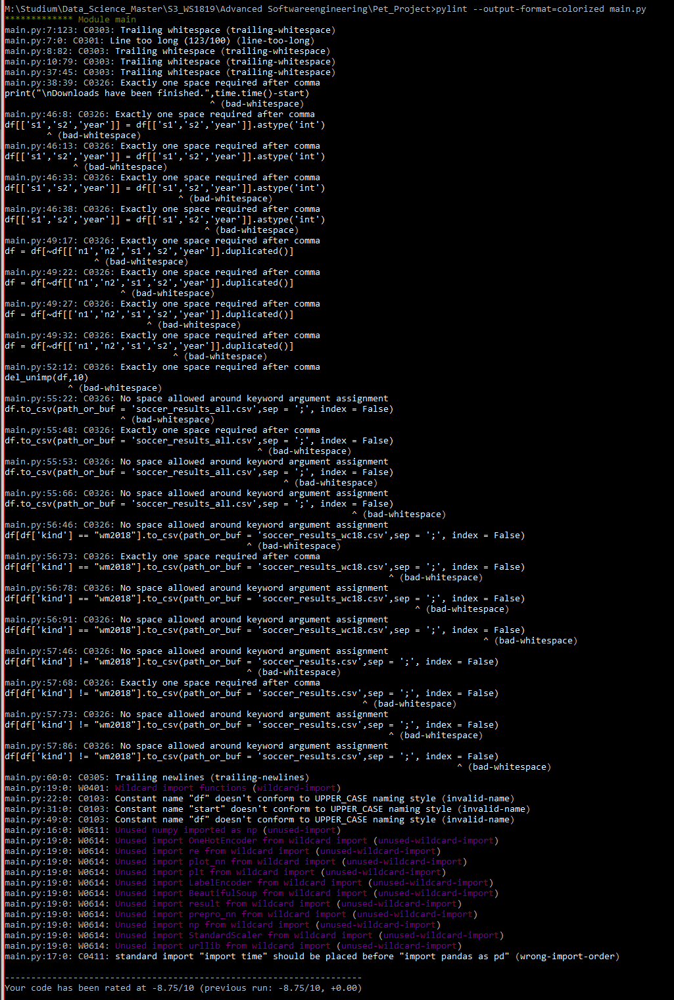 M:\Studium\Data_Science_Master\S3_WS1819\Advanced Softwareengineering\Pet_Project>pylint --output-format=colorized main.py
************* Module main
main.py:7:123: C0303: Trailing whitespace (trailing-whitespace)
main.py:7:0: C0301: Line too long (123/100) (line-too-long)
main.py:8:82: C0303: Trailing whitespace (trailing-whitespace)
main.py:10:79: C0303: Trailing whitespace (trailing-whitespace)
main.py:37:45: C0303: Trailing whitespace (trailing-whitespace)
main.py:38:39: C0326: Exactly one space required after comma
print("\nDownloads have been finished.",time.time()-start)
^ (bad-whitespace)
main.py:46:8: C0326: Exactly one space required after comma
df[['s1','s2','year']] = df[['s1','s2','year']].astype('int')
^ (bad-whitespace)
main.py:46:13: C0326: Exactly one space required after comma
df[['s1','s2','year']] = df[['s1','s2','year']].astype('int')
^ (bad-whitespace)
main.py:46:33: C0326: Exactly one space required after comma
df[['s1','s2','year']] = df[['s1','s2','year']].astype('int')
^ (bad-whitespace)
main.py:46:38: C0326: Exactly one space required after comma
df[['s1','s2','year']] = df[['s1','s2','year']].astype('int')
^ (bad-whitespace)
main.py:49:17: C0326: Exactly one space required after comma
df = df[~df[['n1','n2','s1','s2','year']].duplicated()]
^ (bad-whitespace)
main.py:49:22: C0326: Exactly one space required after comma
df = df[~df[['n1','n2','s1','s2','year']].duplicated()]
^ (bad-whitespace)
main.py:49:27: C0326: Exactly one space required after comma
df = df[~df[['n1','n2','s1','s2','year']].duplicated()]
^ (bad-whitespace)
main.py:49:32: C0326: Exactly one space required after comma
df = df[~df[['n1','n2','s1','s2','year']].duplicated()]
^ (bad-whitespace)
main.py:52:12: C0326: Exactly one space required after comma
del_unimp(df,10)
^ (bad-whitespace)
main.py:55:22: C0326: No space allowed around keyword argument assignment
df.to_csv(path_or_buf = 'soccer_results_all.csv',sep = ';', index = False)
^ (bad-whitespace)
main.py:55:48: C0326: Exactly one space required after comma
df.to_csv(path_or_buf = 'soccer_results_all.csv',sep = ';', index = False)
^ (bad-whitespace)
main.py:55:53: C0326: No space allowed around keyword argument assignment
df.to_csv(path_or_buf = 'soccer_results_all.csv',sep = ';', index = False)
^ (bad-whitespace)
main.py:55:66: C0326: No space allowed around keyword argument assignment
df.to_csv(path_or_buf = 'soccer_results_all.csv',sep = ';', index = False)
^ (bad-whitespace)
main.py:56:46: C0326: No space allowed around keyword argument assignment
df[df['kind'] == "wm2018"].to_csv(path_or_buf = 'soccer_results_wc18.csv',sep = ';', index = False)
^ (bad-whitespace)
main.py:56:73: C0326: Exactly one space required after comma
df[df['kind'] == "wm2018"].to_csv(path_or_buf = 'soccer_results_wc18.csv',sep = ';', index = False)
^ (bad-whitespace)
main.py:56:78: C0326: No space allowed around keyword argument assignment
df[df['kind'] == "wm2018"].to_csv(path_or_buf = 'soccer_results_wc18.csv',sep = ';', index = False)
^ (bad-whitespace)
main.py:56:91: C0326: No space allowed around keyword argument assignment
df[df['kind'] == "wm2018"].to_csv(path_or_buf = 'soccer_results_wc18.csv',sep = ';', index = False)
^ (bad-whitespace)
main.py:57:46: C0326: No space allowed around keyword argument assignment
df[df['kind'] != "wm2018"].to_csv(path_or_buf = 'soccer_results.csv',sep = ';', index = False)
^ (bad-whitespace)
main.py:57:68: C0326: Exactly one space required after comma
df[df['kind'] != "wm2018"].to_csv(path_or_buf = 'soccer_results.csv',sep = ';', index = False)
^ (bad-whitespace)
main.py:57:73: C0326: No space allowed around keyword argument assignment
df[df['kind'] != "wm2018"].to_csv(path_or_buf = 'soccer_results.csv',sep = ';', index = False)
^ (bad-whitespace)
main.py:57:86: C0326: No space allowed around keyword argument assignment
df[df['kind'] != "wm2018"].to_csv(path_or_buf = 'soccer_results.csv',sep = ';', index = False)
^ (bad-whitespace)
main.py:60:0: C0305: Trailing newlines (trailing-newlines)
main.py:19:0: W0401: Wildcard import functions (wildcard-import)
main.py:22:0: C0103: Constant name "df" doesn't conform to UPPER_CASE naming style (invalid-name)
main.py:31:0: C0103: Constant name "start" doesn't conform to UPPER_CASE naming style (invalid-name)
main.py:49:0: C0103: Constant name "df" doesn't conform to UPPER_CASE naming style (invalid-name)
main.py:16:0: W0611: Unused numpy imported as np (unused-import)
main.py:19:0: W0614: Unused import OneHotEncoder from wildcard import (unused-wildcard-import)
main.py:19:0: W0614: Unused import re from wildcard import (unused-wildcard-import)
main.py:19:0: W0614: Unused import plot_nn from wildcard import (unused-wildcard-import)
main.py:19:0: W0614: Unused import plt from wildcard import (unused-wildcard-import)
main.py:19:0: W0614: Unused import LabelEncoder from wildcard import (unused-wildcard-import)
main.py:19:0: W0614: Unused import BeautifulSoup from wildcard import (unused-wildcard-import)
main.py:19:0: W0614: Unused import result from wildcard import (unused-wildcard-import)
main.py:19:0: W0614: Unused import prepro_nn from wildcard import (unused-wildcard-import)
main.py:19:0: W0614: Unused import np from wildcard import (unused-wildcard-import)
main.py:19:0: W0614: Unused import StandardScaler from wildcard import (unused-wildcard-import)
main.py:19:0: W0614: Unused import urllib from wildcard import (unused-wildcard-import)
main.py:17:0: C0411: standard import "import time" should be placed before "import pandas as pd" (wrong-import-order)
--------------------------------------------------------------------
Your code has been rated at -8.75/10 (previous run: -8.75/10, +0.00)